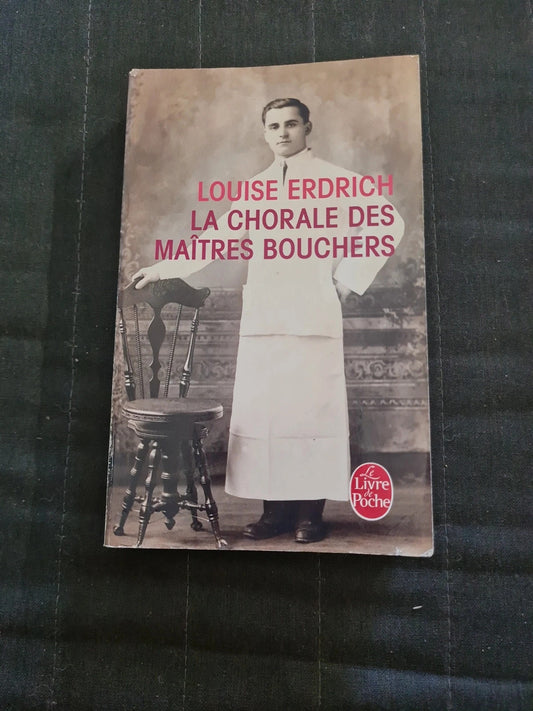 LOUISE ERDRICH
LA CHORALE DES
MAÎTRES BOUCHERS
Le
Livre
de
Poche